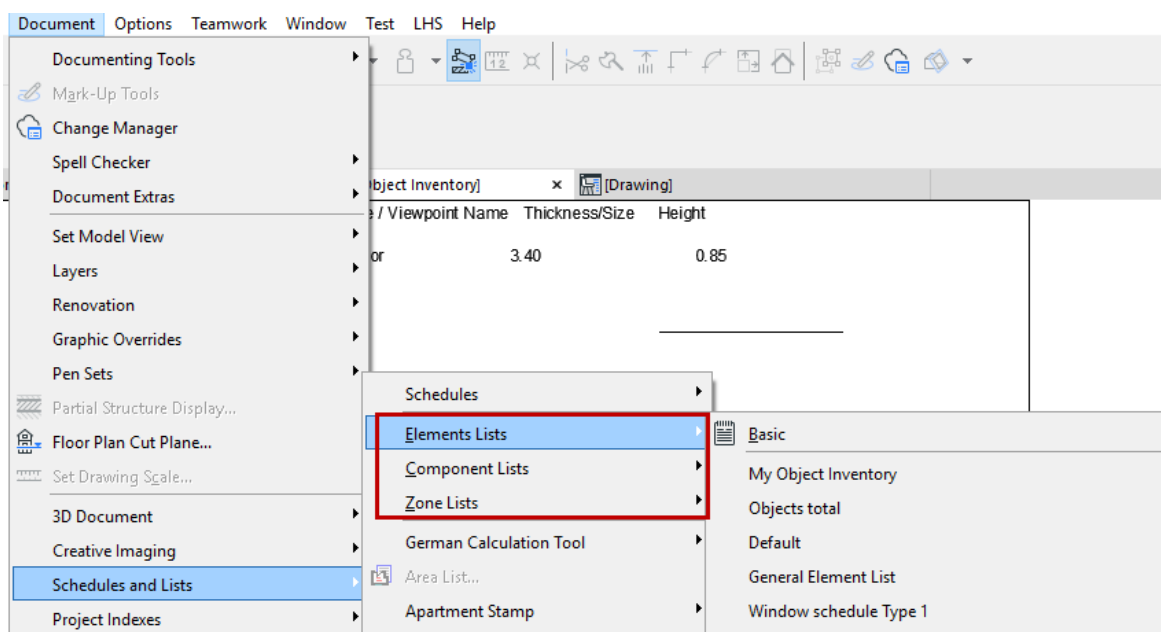 Document Options Teamwork Window Test LHS Help
Documenting Tools
Mark-Up Tools
Change Manager
Spell Checker
Document Extras
Set Model View
Layers
Renovation
Graphic Overrides
Pen Sets
Partial Structure Display...
Floor Plan Cut Plane...
Set Drawing Scale...
3D Document
Creative Imaging
Schedules and Lists
Project Indexes
Object Inventory]
[Drawing]
/ Viewpoint Name Thickness/Size Height
or 3.40 0.85
Schedules
Elements Lists
Component Lists
Zone Lists
German Calculation Tool
Area List...
Apartment Stamp
Basic
My Object Inventory
Objects total
Default
General Element List
Window schedule Type 1